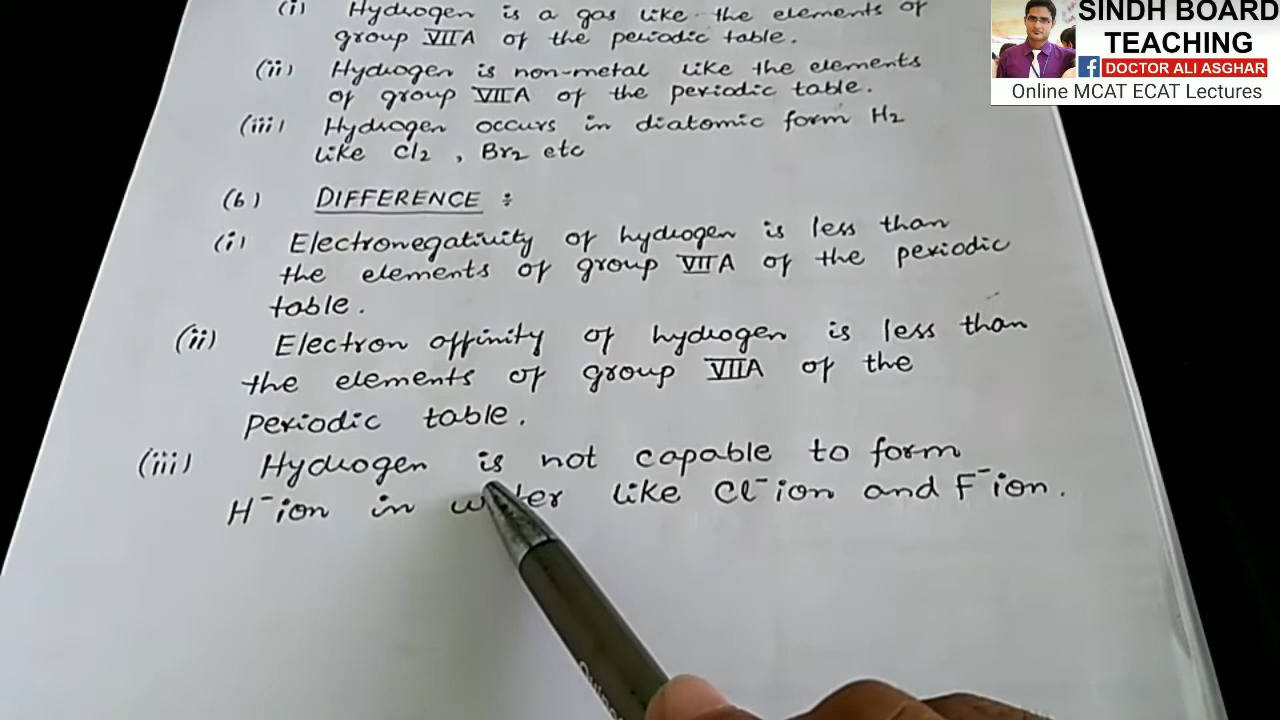 (i) Hydrogen is a gas like the elements of
group VIIA of the periodic table.
(ii) Hydrogen is non-metal like the elements
of group VIIA of the periodic table.
(iii) Hydrogen occurs in diatomic form H2
like Cl2, Br2 etc
(b) DIFFERENCE :
(i) Electronegativity of hydrogen is less than
the elements of group VIIA of the periodic
table.
(ii) Electron affinity of hydrogen is less than
the elements of group VIIA of the
periodic table.
(iii) Hydrogen is not capable to form
H⁻ion in water like Cl⁻ion and F⁻ion.
SINDH BOARD
TEACHING
f DOCTOR ALI ASGHAR
Online MCAT ECAT Lectures